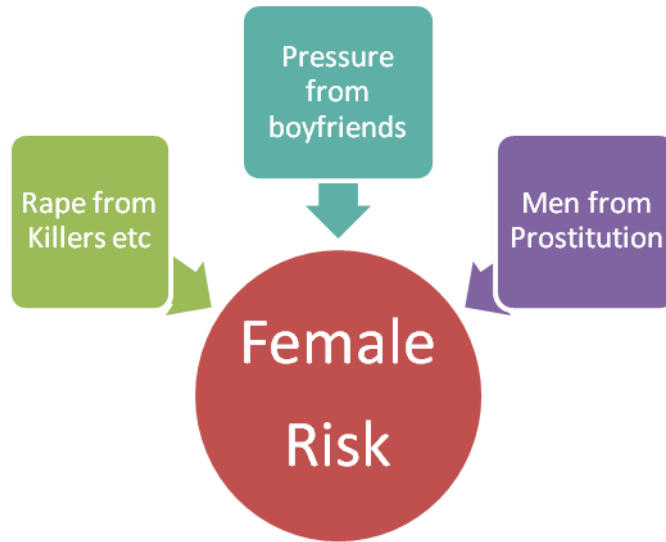 Pressure
from
boyfriends
Rape from
Killers etc
Men from
Prostitution
Female
Risk